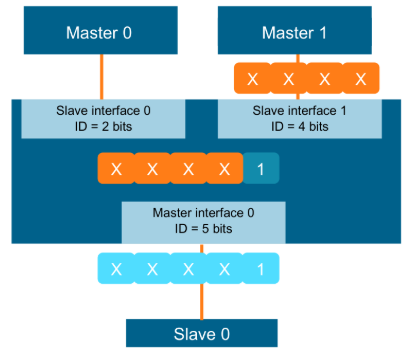 Master 0
Master 1
X X X X
Slave interface 0
ID = 2 bits
Slave interface 1
ID = 4 bits
X X X X 1
Master interface 0
ID = 5 bits
X X X X 1
Slave 0